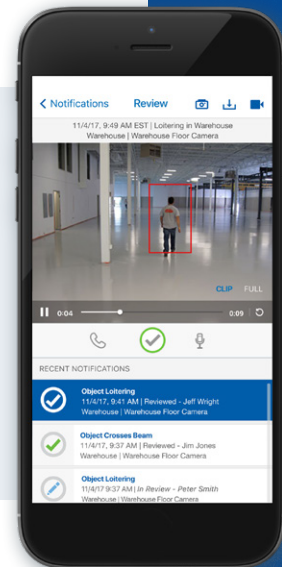 Notifications Review
11/4/17, 9:49 AM EST | Loitering in Warehouse
Warehouse | Warehouse Floor Camera
CLIP FULL
0:04 0:09
RECENT NOTIFICATIONS
Object Loitering
11/4/17, 9:41 AM | Reviewed - Jeff Wright
Warehouse | Warehouse Floor Camera
Object Crosses Beam
11/4/17, 9:37 AM | Reviewed - Jim Jones
Warehouse | Warehouse Floor Camera
Object Loitering
11/4/17 9:37 AM | In Review - Peter Smith
Warehouse | Warehouse Floor Camera